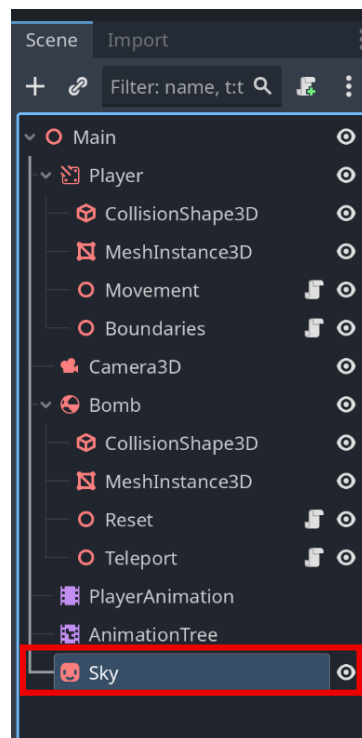 Scene Import
Filter: name, t:t
Main
Player
CollisionShape3D
MeshInstance3D
Movement
Boundaries
Camera3D
Bomb
CollisionShape3D
MeshInstance3D
Reset
Teleport
PlayerAnimation
AnimationTree
Sky